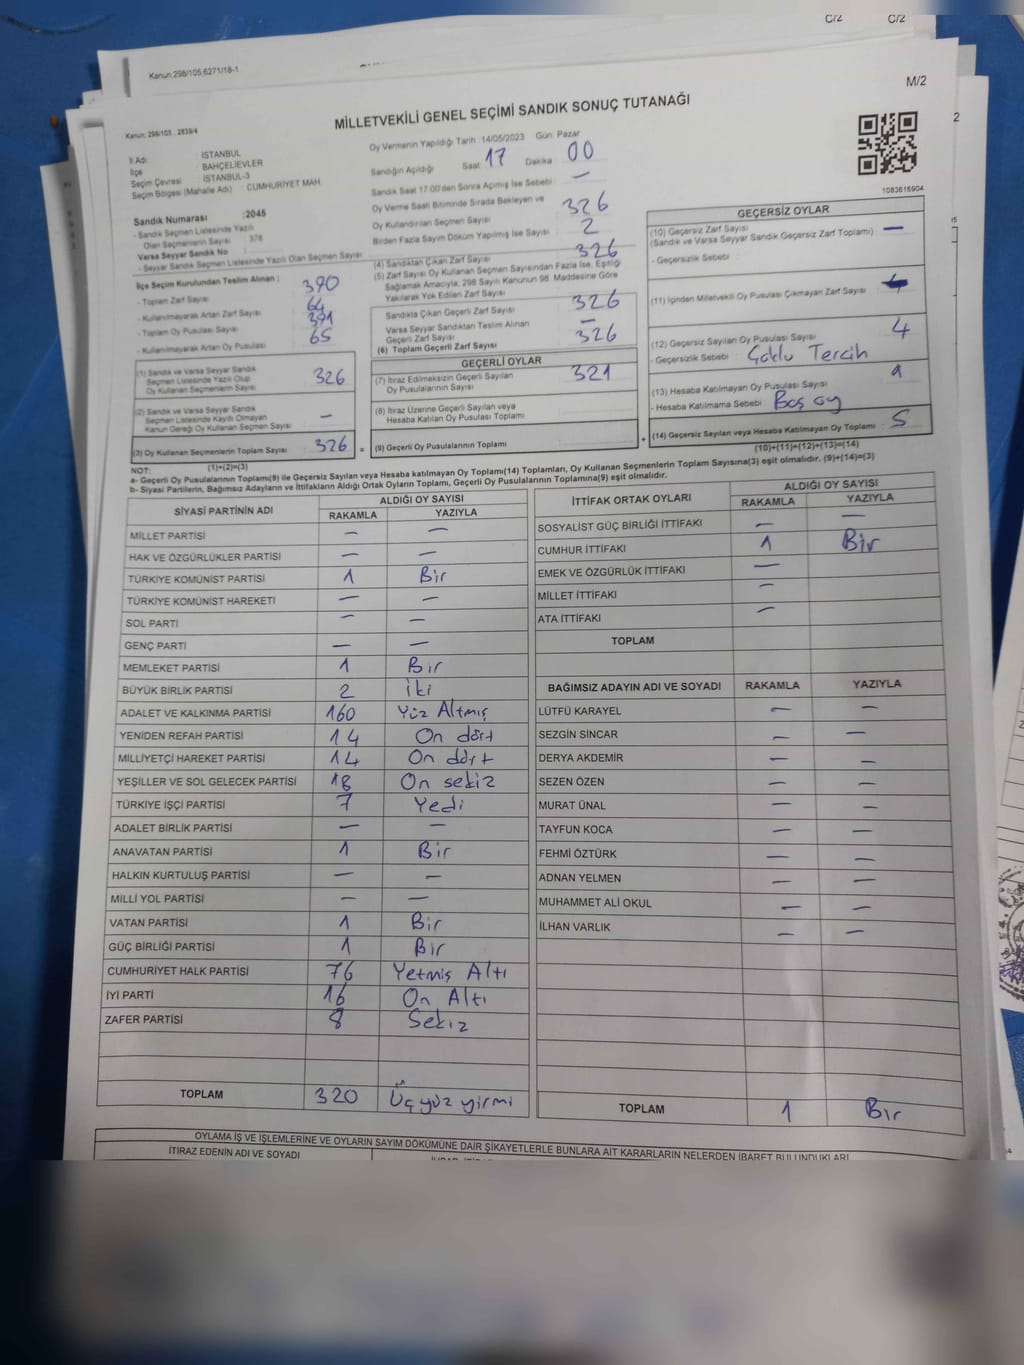 C/2 C/2
Kanun:298/105,6271/18-1
M/2
MİLLETVEKİLİ GENEL SEÇİMİ SANDIK SONUÇ TUTANAĞI
Kanun: 298/105 , 2839/4
İl Adı İSTANBUL
İlçe BAHÇELİEVLER
Seçim Çevresi İSTANBUL-3
Seçim Bölgesi (Mahalle Adı) : CUMHURİYET MAH.
Sandık Numarası :2045
- Sandık Seçmen Listesinde Yazılı
Olan Seçmenlerin Sayısı 378
Varsa Seyyar Sandık No :
- Seyyar Sandık Seçmen Listesinde Yazılı Olan Seçmen Sayısı
İlçe Seçim Kurulundan Teslim Alınan ;
- Toplam Zarf Sayısı 390
- Kullanılmayarak Artan Zarf Sayısı 64
- Toplam Oy Pusulası Sayısı 391
- Kullanılmayarak Artan Oy Pusulası 65
(1) Sandık ve Varsa Seyyar Sandık
Seçmen Listesinde Yazılı Olup
Oy Kullanan Seçmenlerin Sayısı 326
(2) Sandık ve Varsa Seyyar Sandık
Seçmen Listesinde Kayıtlı Olmayan
Kanun Gereği Oy Kullanan Seçmen Sayısı —
(3) Oy Kullanan Seçmenlerin Toplam Sayısı 326 =
(1)+(2)=(3)
Oy Vermenin Yapıldığı Tarih :14/05/2023 Gün: Pazar
Sandığın Açıldığı Saat 17 Dakika 00
Sandık Saat 17:00'den Sonra Açılmış İse Sebebi : —
Oy Verme Saati Bitiminde Sırada Bekleyen ve
Oy Kullandırılan Seçmen Sayısı 326
Birden Fazla Sayım Döküm Yapılmış İse Sayısı 2
(4) Sandıktan Çıkan Zarf Sayısı 326
(5) Zarf Sayısı Oy Kullanan Seçmen Sayısından Fazla İse, Eşitliği
Sağlamak Amacıyla, 298 Sayılı Kanunun 98. Maddesine Göre
Yakılarak Yok Edilen Zarf Sayısı
Sandıkta Çıkan Geçerli Zarf Sayısı 326
Varsa Seyyar Sandıktan Teslim Alınan
Geçerli Zarf Sayısı —
(6) Toplam Geçerli Zarf Sayısı 326
GEÇERLİ OYLAR
(7) İtiraz Edilmeksizin Geçerli Sayılan
Oy Pusulalarının Sayısı 321
(8) İtiraz Üzerine Geçerli Sayılan veya
Hesaba Katılan Oy Pusulası Toplamı
(9) Geçerli Oy Pusulalarının Toplamı +
1083616904
GEÇERSİZ OYLAR
(10) Geçersiz Zarf Sayısı —
(Sandık ve Varsa Seyyar Sandık Geçersiz Zarf Toplamı)
- Geçersizlik Sebebi :
(11) İçinden Milletvekili Oy Pusulası Çıkmayan Zarf Sayısı
(12) Geçersiz Sayılan Oy Pusulası Sayısı 4
- Geçersizlik Sebebi : Çoklu Tercih
(13) Hesaba Katılmayan Oy Pusulası Sayısı
- Hesaba Katılmama Sebebi : Boş oy
(14) Geçersiz Sayılan veya Hesaba Katılmayan Oy Toplamı : 5
(10)+(11)+(12)+(13)=(14)
NOT:
a- Geçerli Oy Pusulalarının Toplamı(9) ile Geçersiz Sayılan veya Hesaba katılmayan Oy Toplamı(14) Toplamları, Oy Kullanan Seçmenlerin Toplam Sayısına(3) eşit olmalıdır. (9)+(14)=(3)
b- Siyasi Partilerin, Bağımsız Adayların ve İttifakların Aldığı Ortak Oyların Toplamı, Geçerli Oy Pusulalarının Toplamına(9) eşit olmalıdır.
SİYASİ PARTİNİN ADI ALDIĞI OY SAYISI
RAKAMLA YAZIYLA
MİLLET PARTİSİ — —
HAK VE ÖZGÜRLÜKLER PARTİSİ — —
TÜRKİYE KOMÜNİST PARTİSİ 1 Bir
TÜRKİYE KOMÜNİST HAREKETİ — —
SOL PARTİ — —
GENÇ PARTİ — —
MEMLEKET PARTİSİ 1 Bir
BÜYÜK BİRLİK PARTİSİ 2 İki
ADALET VE KALKINMA PARTİSİ 160 Yüz Altmış
YENİDEN REFAH PARTİSİ 14 On dört
MİLLİYETÇİ HAREKET PARTİSİ 14 On dört
YEŞİLLER VE SOL GELECEK PARTİSİ 18 On sekiz
TÜRKİYE İŞÇİ PARTİSİ 7 Yedi
ADALET BİRLİK PARTİSİ — —
ANAVATAN PARTİSİ 1 Bir
HALKIN KURTULUŞ PARTİSİ — —
MİLLİ YOL PARTİSİ — —
VATAN PARTİSİ 1 Bir
GÜÇ BİRLİĞİ PARTİSİ 1 Bir
CUMHURİYET HALK PARTİSİ 76 Yetmiş Altı
İYİ PARTİ 16 On Altı
ZAFER PARTİSİ 8 Sekiz
TOPLAM 320 Üç yüz yirmi
İTTİFAK ORTAK OYLARI ALDIĞI OY SAYISI
RAKAMLA YAZIYLA
SOSYALİST GÜÇ BİRLİĞİ İTTİFAKI — —
CUMHUR İTTİFAKI 1 Bir
EMEK VE ÖZGÜRLÜK İTTİFAKI —
MİLLET İTTİFAKI —
ATA İTTİFAKI —
TOPLAM
BAĞIMSIZ ADAYIN ADI VE SOYADI RAKAMLA YAZIYLA
LÜTFÜ KARAYEL — —
SEZGİN SİNCAR — —
DERYA AKDEMİR — —
SEZEN ÖZEN — —
MURAT ÜNAL — —
TAYFUN KOCA — —
FEHMİ ÖZTÜRK — —
ADNAN YELMEN — —
MUHAMMET ALİ OKUL — —
İLHAN VARLIK — —
TOPLAM 1 Bir
OYLAMA İŞ VE İŞLEMLERİNE VE OYLARIN SAYIM DÖKÜMÜNE DAİR ŞİKAYETLERLE BUNLARA AİT KARARLARIN NELERDEN İBARET BULUNDUKLARI
İTİRAZ EDENİN ADI VE SOYADI